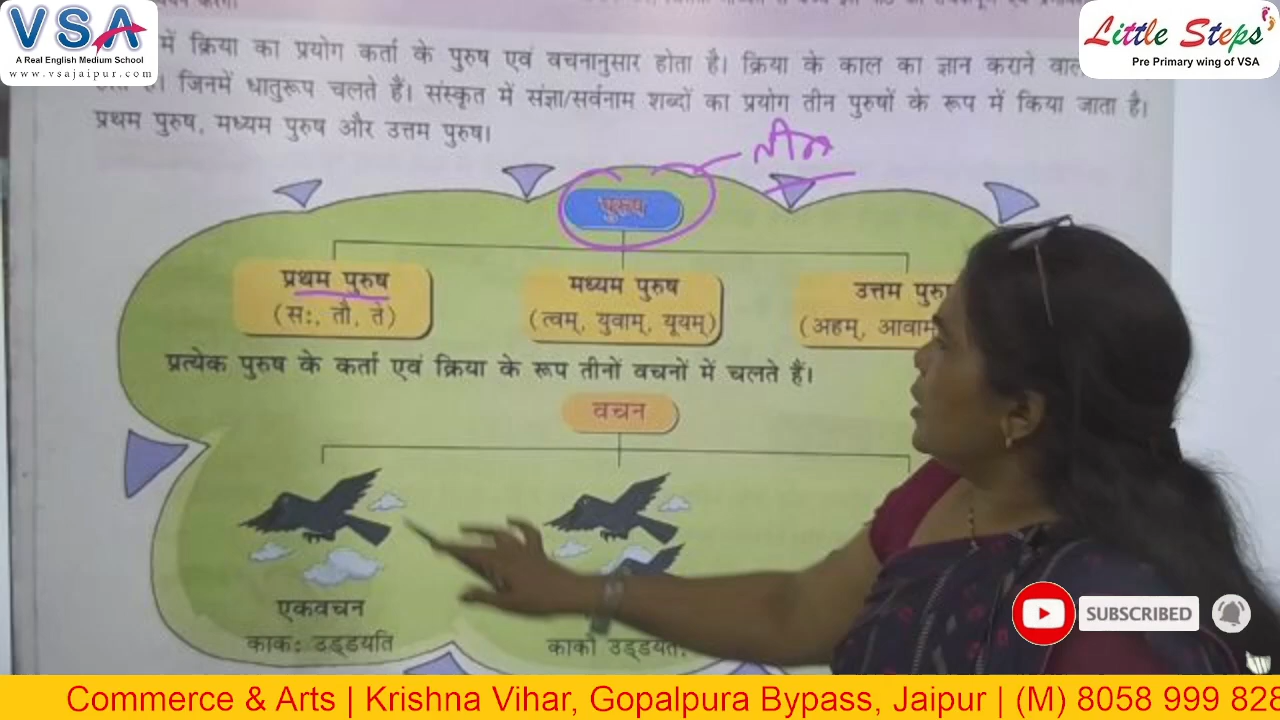 VSA
A Real English Medium School
www.vsajaipur.com
Little Steps
Pre Primary wing of VSA
में क्रिया का प्रयोग कर्ता के पुरुष एवं वचनानुसार होता है। क्रिया के काल का ज्ञान कराने
जिनमें धातुरूप चलते हैं। संस्कृत में संज्ञा/सर्वनाम शब्दों का प्रयोग तीन पुरुषों के रूप में किया जाता है।
प्रथम पुरुष, मध्यम पुरुष और उत्तम पुरुष।
तीन
पुरुष
प्रथम पुरुष मध्यम पुरुष उत्तम
(सः, तौ, ते) (त्वम्, युवाम्, यूयम्) (अहम्,
प्रत्येक पुरुष के कर्ता एवं क्रिया के रूप तीनों वचनों में चलते हैं।
वचन
एकवचन
काकः उड्डयति काकौ
SUBSCRIBED
Commerce & Arts | Krishna Vihar, Gopalpura Bypass, Jaipur | (M) 8058 999 828